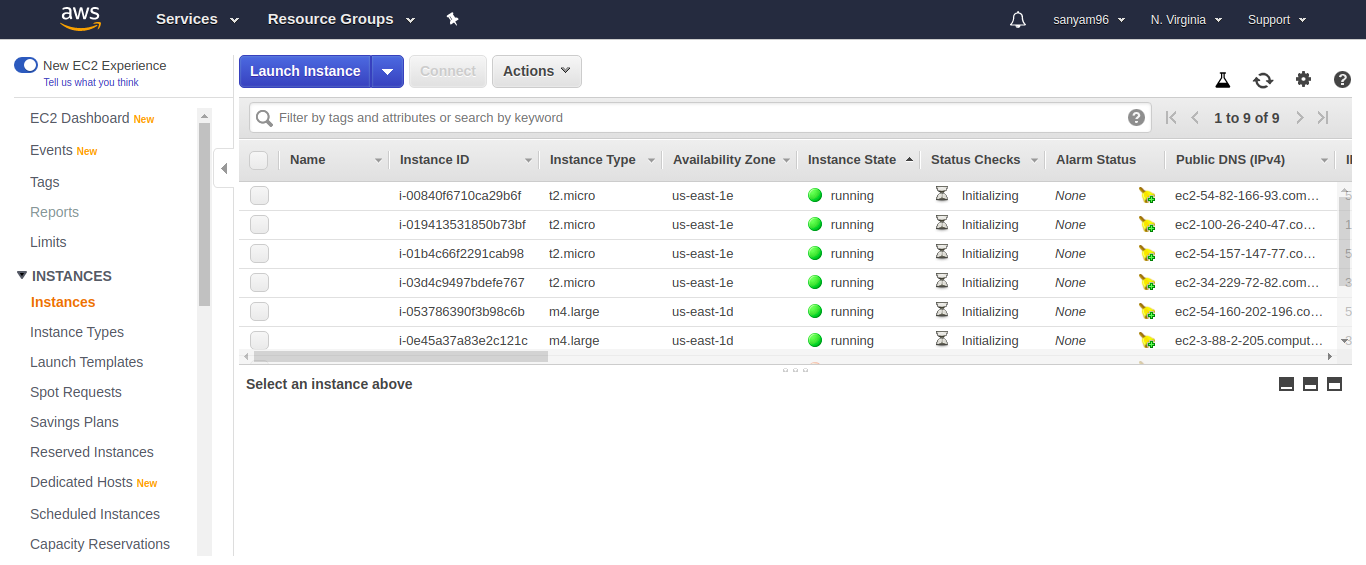 aws Services Resource Groups sanyam96 N. Virginia Support
New EC2 Experience
Tell us what you think
EC2 Dashboard New
Events New
Tags
Reports
Limits
INSTANCES
Instances
Instance Types
Launch Templates
Spot Requests
Savings Plans
Reserved Instances
Dedicated Hosts New
Scheduled Instances
Capacity Reservations
Launch Instance Connect Actions
Filter by tags and attributes or search by keyword 1 to 9 of 9
Name Instance ID Instance Type Availability Zone Instance State Status Checks Alarm Status Public DNS (IPv4)
i-00840f6710ca29b6f t2.micro us-east-1e running Initializing None ec2-54-82-166-93.com…
i-019413531850b73bf t2.micro us-east-1e running Initializing None ec2-100-26-240-47.co…
i-01b4c66f2291cab98 t2.micro us-east-1e running Initializing None ec2-54-157-147-77.co…
i-03d4c9497bdefe767 t2.micro us-east-1e running Initializing None ec2-34-229-72-82.com…
i-053786390f3b98c6b m4.large us-east-1d running Initializing None ec2-54-160-202-196.co…
i-0e45a37a83e2c121c m4.large us-east-1d running Initializing None ec2-3-88-2-205.comput…
Select an instance above